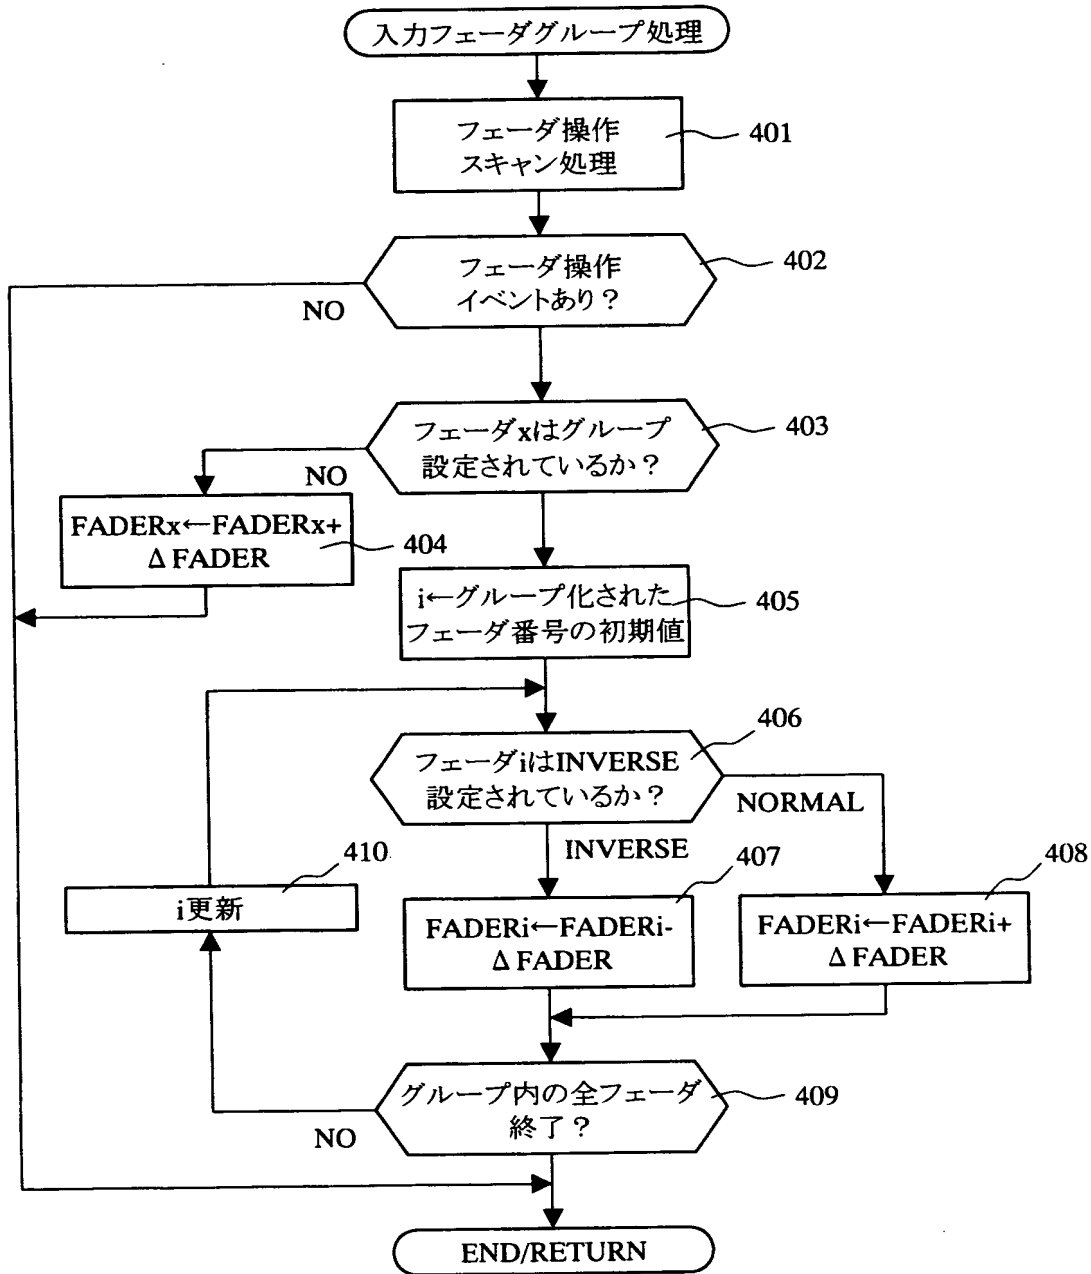 入力フェーダグループ処理
フェーダ操作
スキャン処理
401
フェーダ操作
イベントあり？
402
NO
フェーダxはグループ
設定されているか？
403
NO
FADERx←FADERx+
Δ FADER
404
i←グループ化された
フェーダ番号の初期値
405
フェーダiはINVERSE
設定されているか？
406
NORMAL
INVERSE
410
i更新
407
FADERi←FADERi-
Δ FADER
408
FADERi←FADERi+
Δ FADER
グループ内の全フェーダ
終了？
409
NO
END/RETURN